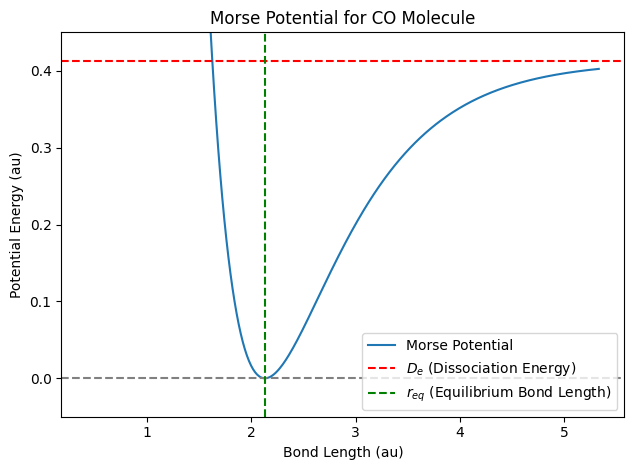 Morse Potential for CO Molecule
Potential Energy (au)
0.4
0.3
0.2
0.1
0.0
Morse Potential
D_e (Dissociation Energy)
r_eq (Equilibrium Bond Length)
1 2 3 4 5
Bond Length (au)